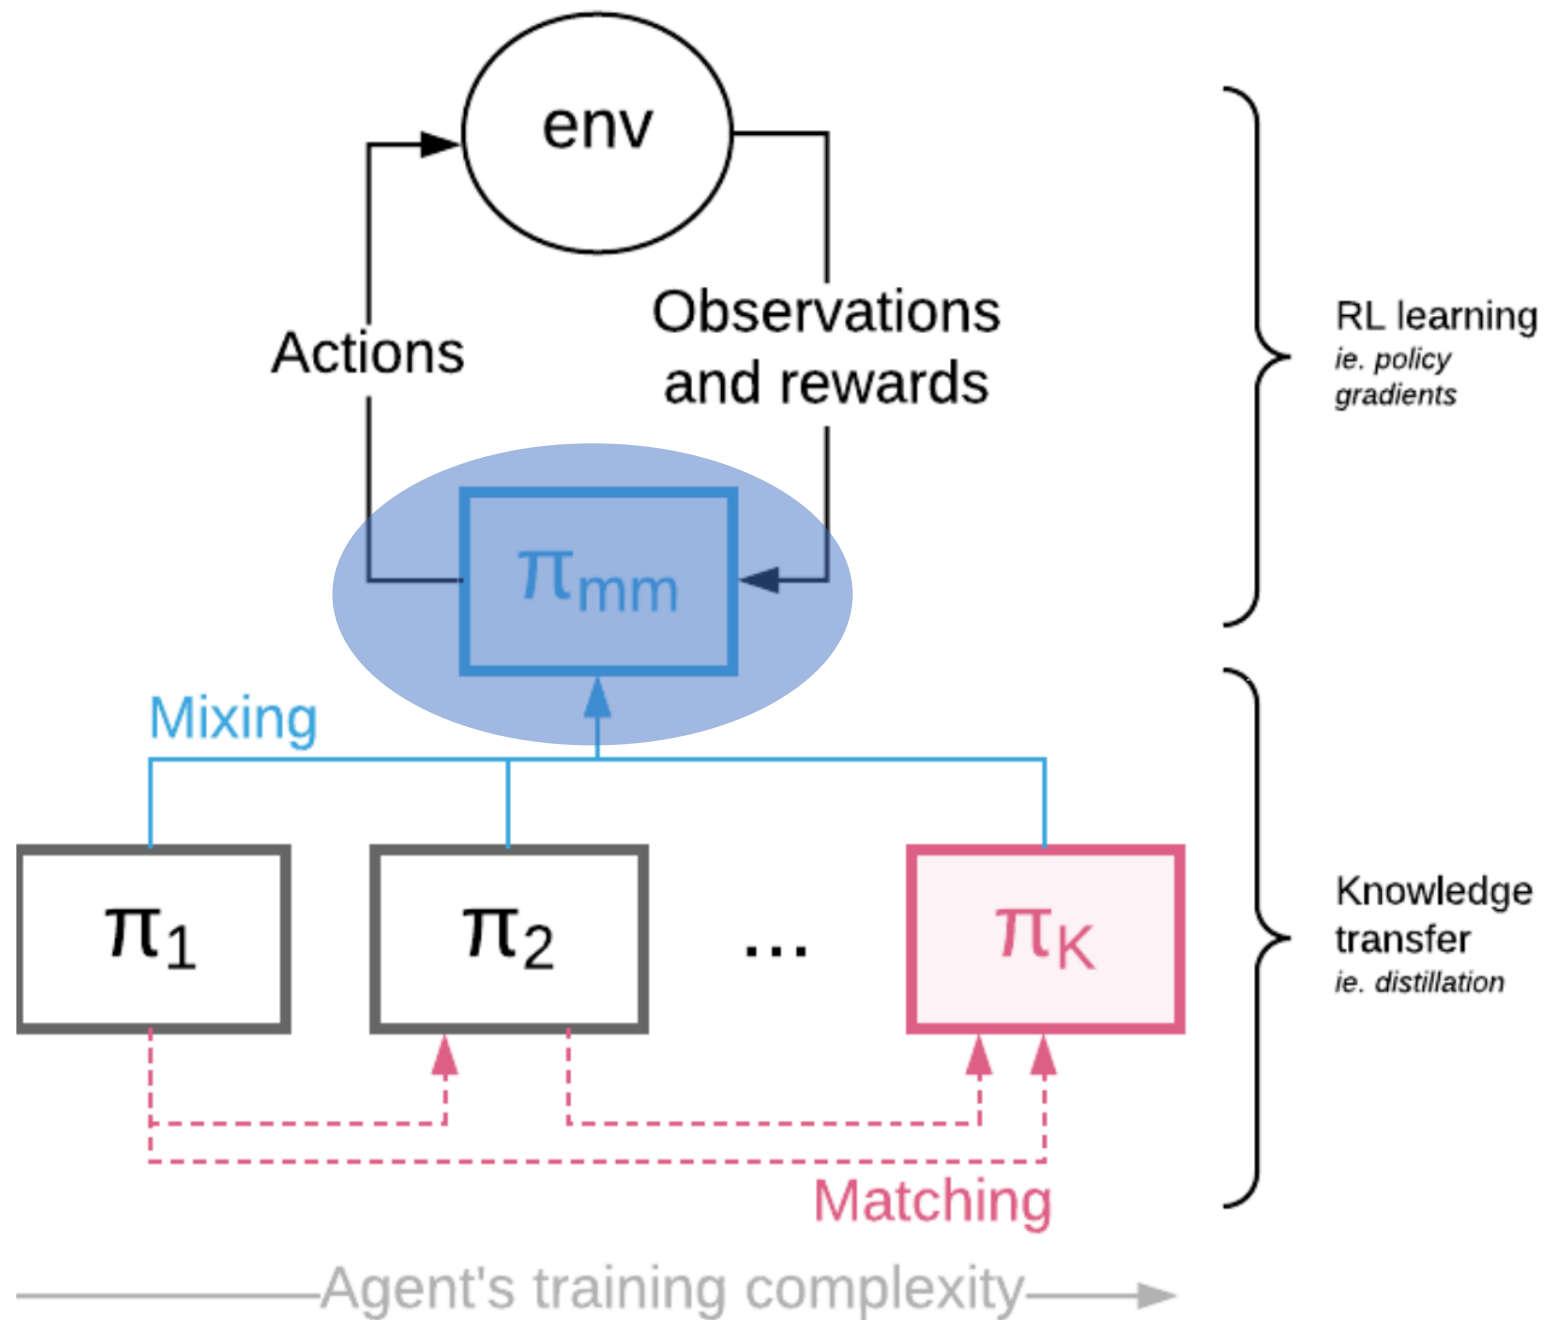 env
Actions
Observations
and rewards
RL learning
ie. policy
gradients
πmm
Mixing
π1
π2
...
πK
Knowledge
transfer
ie. distillation
Matching
Agent's training complexity